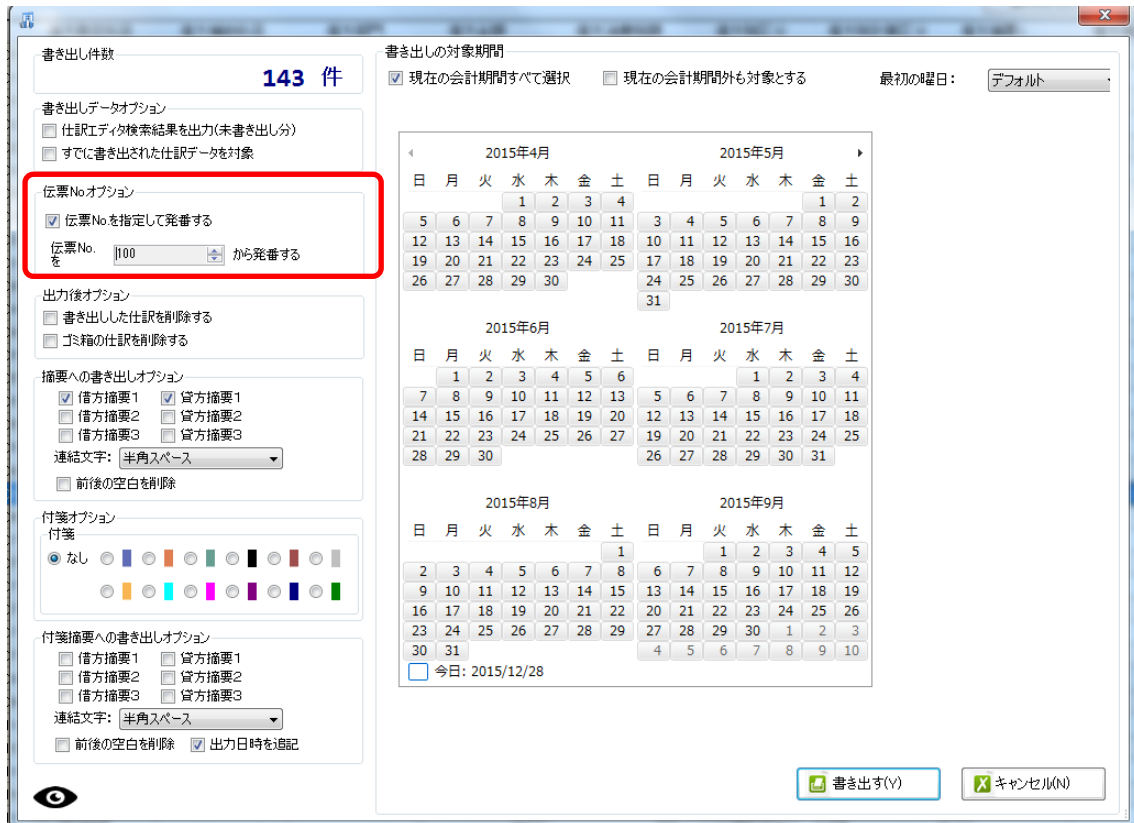 書き出し件数
143 件
書き出しデータオプション
仕訳エディタ検索結果を出力(未書き出し分)
すでに書き出された仕訳データを対象
伝票Noオプション
伝票No.を指定して発番する
伝票No.を 100 から発番する
出力後オプション
書き出しした仕訳を削除する
ゴミ箱の仕訳を削除する
摘要への書き出しオプション
借方摘要1 貸方摘要1
借方摘要2 貸方摘要2
借方摘要3 貸方摘要3
連結文字: 半角スペース
前後の空白を削除
付箋オプション
付箋
なし
付箋摘要への書き出しオプション
借方摘要1 貸方摘要1
借方摘要2 貸方摘要2
借方摘要3 貸方摘要3
連結文字: 半角スペース
前後の空白を削除 出力日時を追記
書き出しの対象期間
現在の会計期間すべて選択 現在の会計期間外も対象とする 最初の曜日: デフォルト
2015年4月
日 月 火 水 木 金 土
1 2 3 4
5 6 7 8 9 10 11
12 13 14 15 16 17 18
19 20 21 22 23 24 25
26 27 28 29 30
2015年5月
日 月 火 水 木 金 土
1 2
3 4 5 6 7 8 9
10 11 12 13 14 15 16
17 18 19 20 21 22 23
24 25 26 27 28 29 30
31
2015年6月
日 月 火 水 木 金 土
1 2 3 4 5 6
7 8 9 10 11 12 13
14 15 16 17 18 19 20
21 22 23 24 25 26 27
28 29 30
2015年7月
日 月 火 水 木 金 土
1 2 3 4
5 6 7 8 9 10 11
12 13 14 15 16 17 18
19 20 21 22 23 24 25
26 27 28 29 30 31
2015年8月
日 月 火 水 木 金 土
1
2 3 4 5 6 7 8
9 10 11 12 13 14 15
16 17 18 19 20 21 22
23 24 25 26 27 28 29
30 31
2015年9月
日 月 火 水 木 金 土
1 2 3 4 5
6 7 8 9 10 11 12
13 14 15 16 17 18 19
20 21 22 23 24 25 26
27 28 29 30 1 2 3
4 5 6 7 8 9 10
今日: 2015/12/28
書き出す(Y) キャンセル(N)